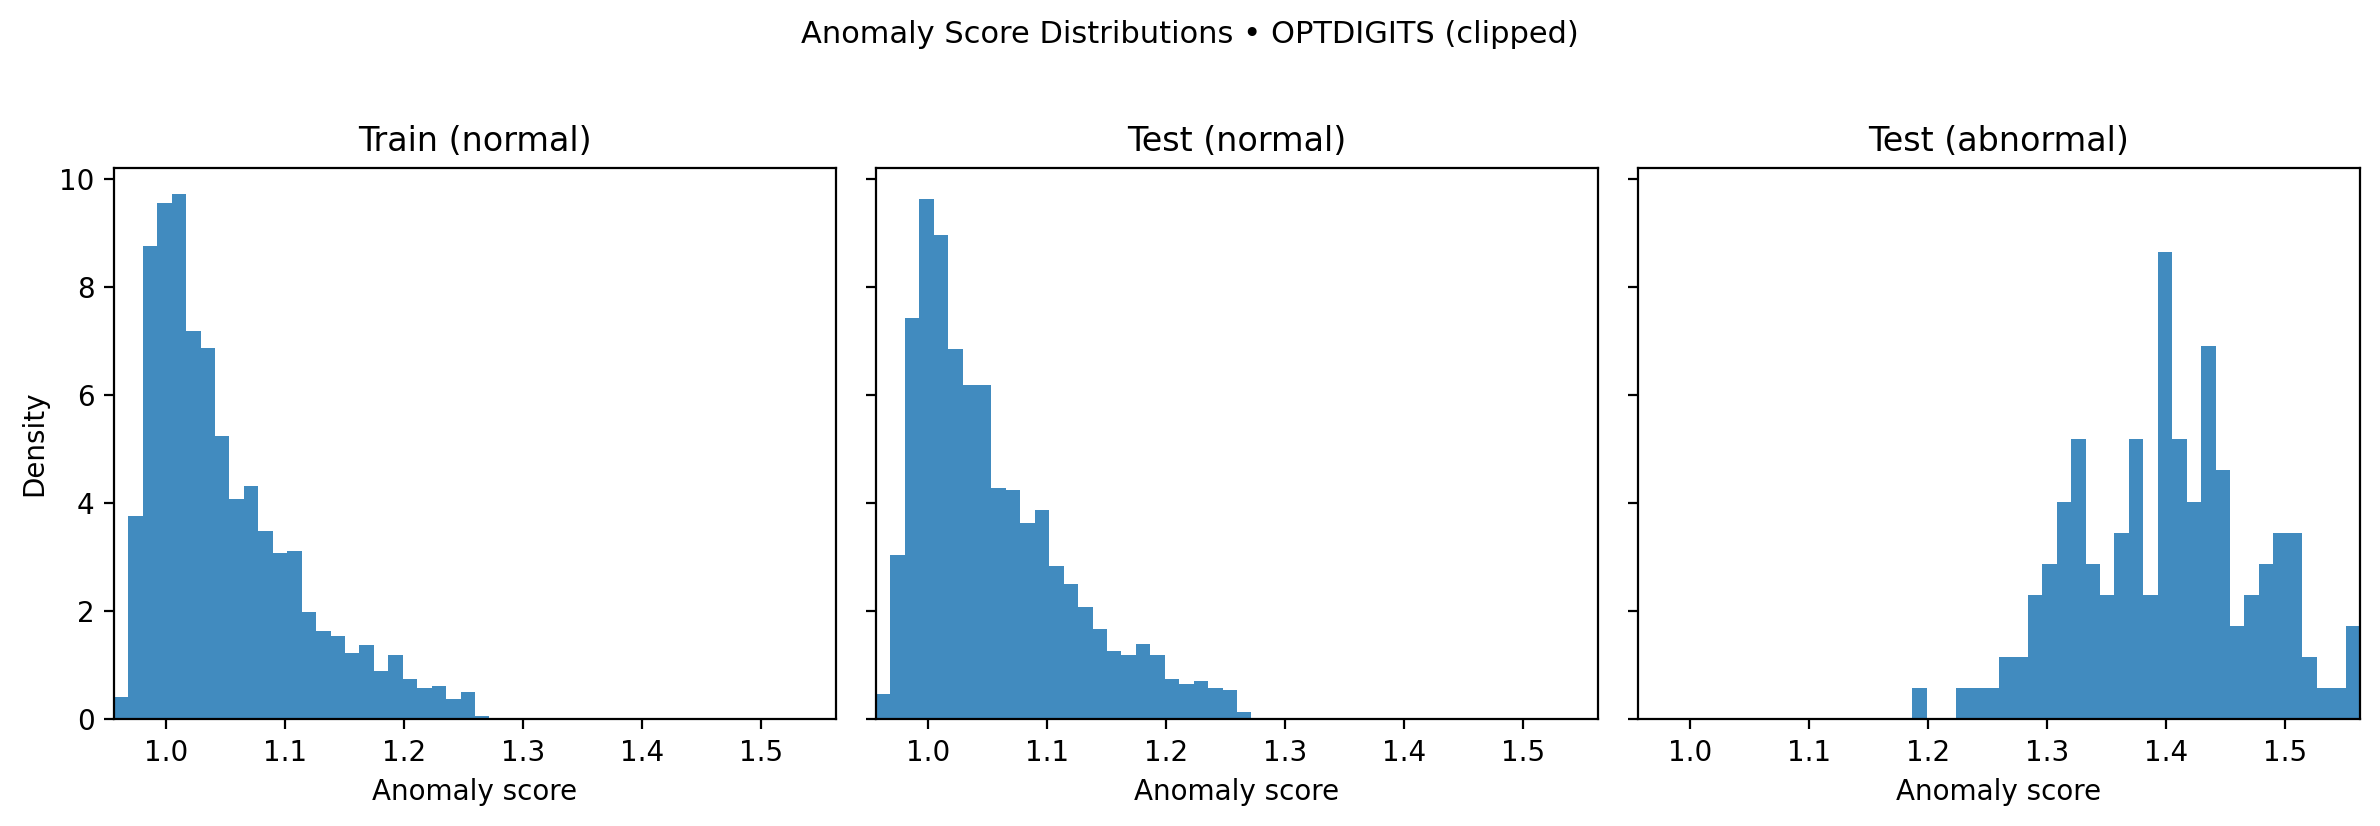 Anomaly Score Distributions • OPTDIGITS (clipped)
Train (normal)
Test (normal)
Test (abnormal)
Density
10
8
6
4
2
0
1.0 1.1 1.2 1.3 1.4 1.5
1.0 1.1 1.2 1.3 1.4 1.5
1.0 1.1 1.2 1.3 1.4 1.5
Anomaly score
Anomaly score
Anomaly score